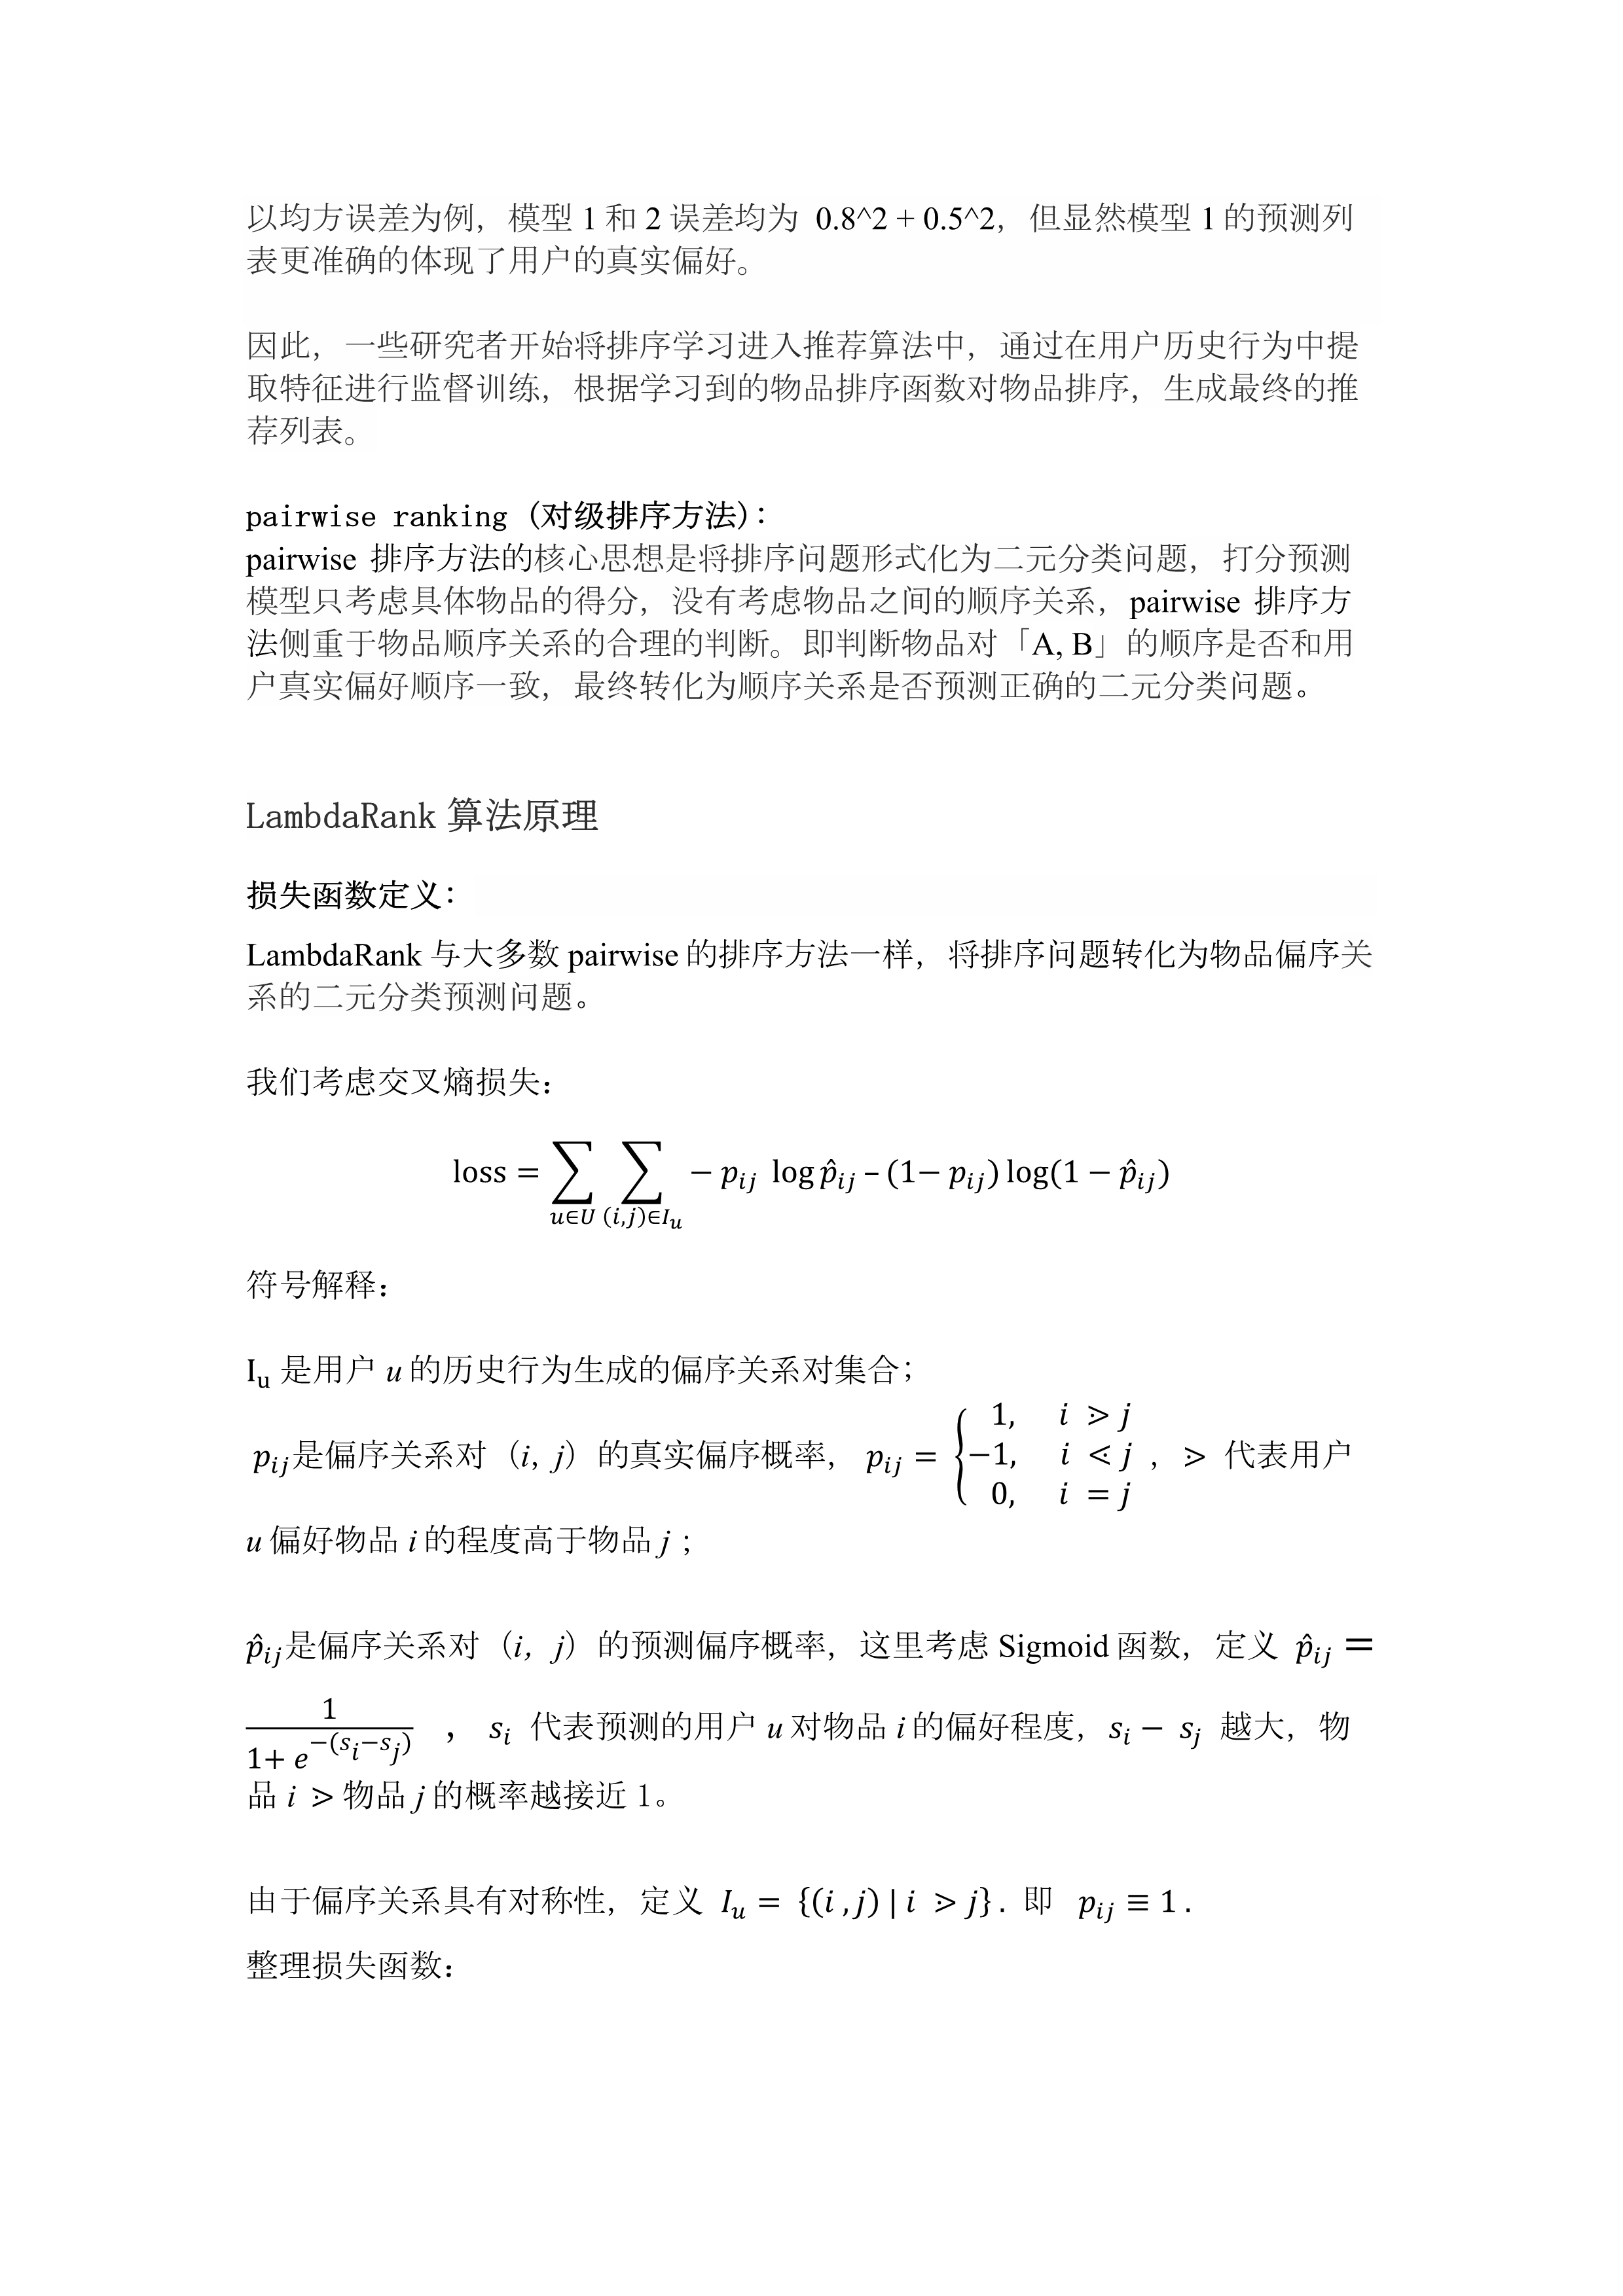 以均方误差为例，模型 1 和 2 误差均为 0.8^2 + 0.5^2，但显然模型 1 的预测列
表更准确的体现了用户的真实偏好。
因此，一些研究者开始将排序学习进入推荐算法中，通过在用户历史行为中提
取特征进行监督训练，根据学习到的物品排序函数对物品排序，生成最终的推
荐列表。
pairwise ranking（对级排序方法）：
pairwise 排序方法的核心思想是将排序问题形式化为二元分类问题，打分预测
模型只考虑具体物品的得分，没有考虑物品之间的顺序关系，pairwise 排序方
法侧重于物品顺序关系的合理的判断。即判断物品对「A, B」的顺序是否和用
户真实偏好顺序一致，最终转化为顺序关系是否预测正确的二元分类问题。
LambdaRank 算法原理
损失函数定义：
LambdaRank 与大多数 pairwise 的排序方法一样，将排序问题转化为物品偏序关
系的二元分类预测问题。
我们考虑交叉熵损失：
loss = ∑_{u∈U} ∑_{(i,j)∈I_u} − p_{ij} log p̂_{ij} – (1− p_{ij}) log(1 − p̂_{ij})
符号解释：
I_u 是用户 u 的历史行为生成的偏序关系对集合；
p_{ij}是偏序关系对（i, j）的真实偏序概率， p_{ij} = { 1, i ⋗ j; −1, i ⋖ j; 0, i = j ，⋗ 代表用户
u 偏好物品 i 的程度高于物品 j ；
p̂_{ij}是偏序关系对（i，j）的预测偏序概率，这里考虑 Sigmoid 函数，定义 p̂_{ij} =
1/(1+ e^{−(s_i−s_j)}) ， s_i 代表预测的用户 u 对物品 i 的偏好程度，s_i − s_j 越大，物
品 i ⋗ 物品 j 的概率越接近 1。
由于偏序关系具有对称性，定义 I_u = {(i ,j) | i ⋗ j} . 即 p_{ij} ≡ 1 .
整理损失函数：